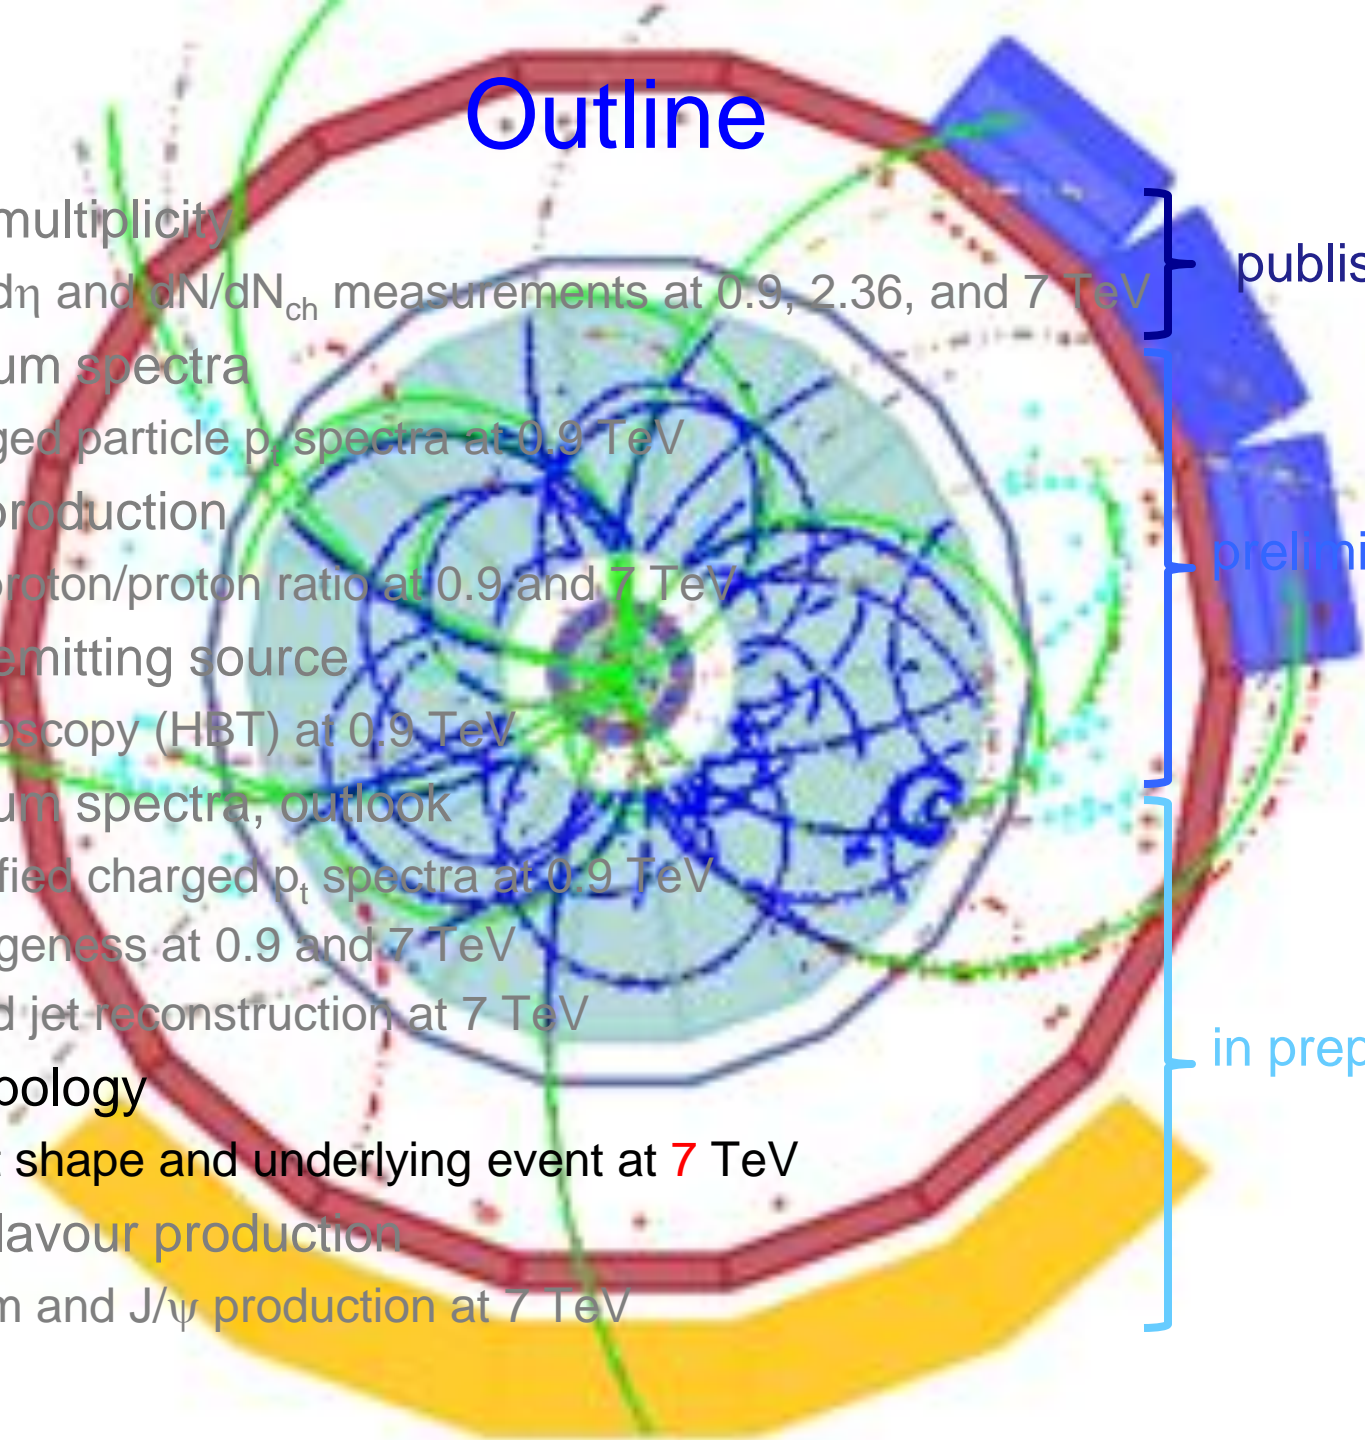 Outline
multiplicity
dη and dN/dNch measurements at 0.9, 2.36, and 7 TeV
publis
um spectra
ged particle pt spectra at 0.9 TeV
production
proton/proton ratio at 0.9 and 7 TeV
prelimi
emitting source
oscopy (HBT) at 0.9 TeV
um spectra, outlook
fied charged pt spectra at 0.9 TeV
geness at 0.9 and 7 TeV
d jet reconstruction at 7 TeV
in prep
pology
t shape and underlying event at 7 TeV
lavour production
m and J/ψ production at 7 TeV